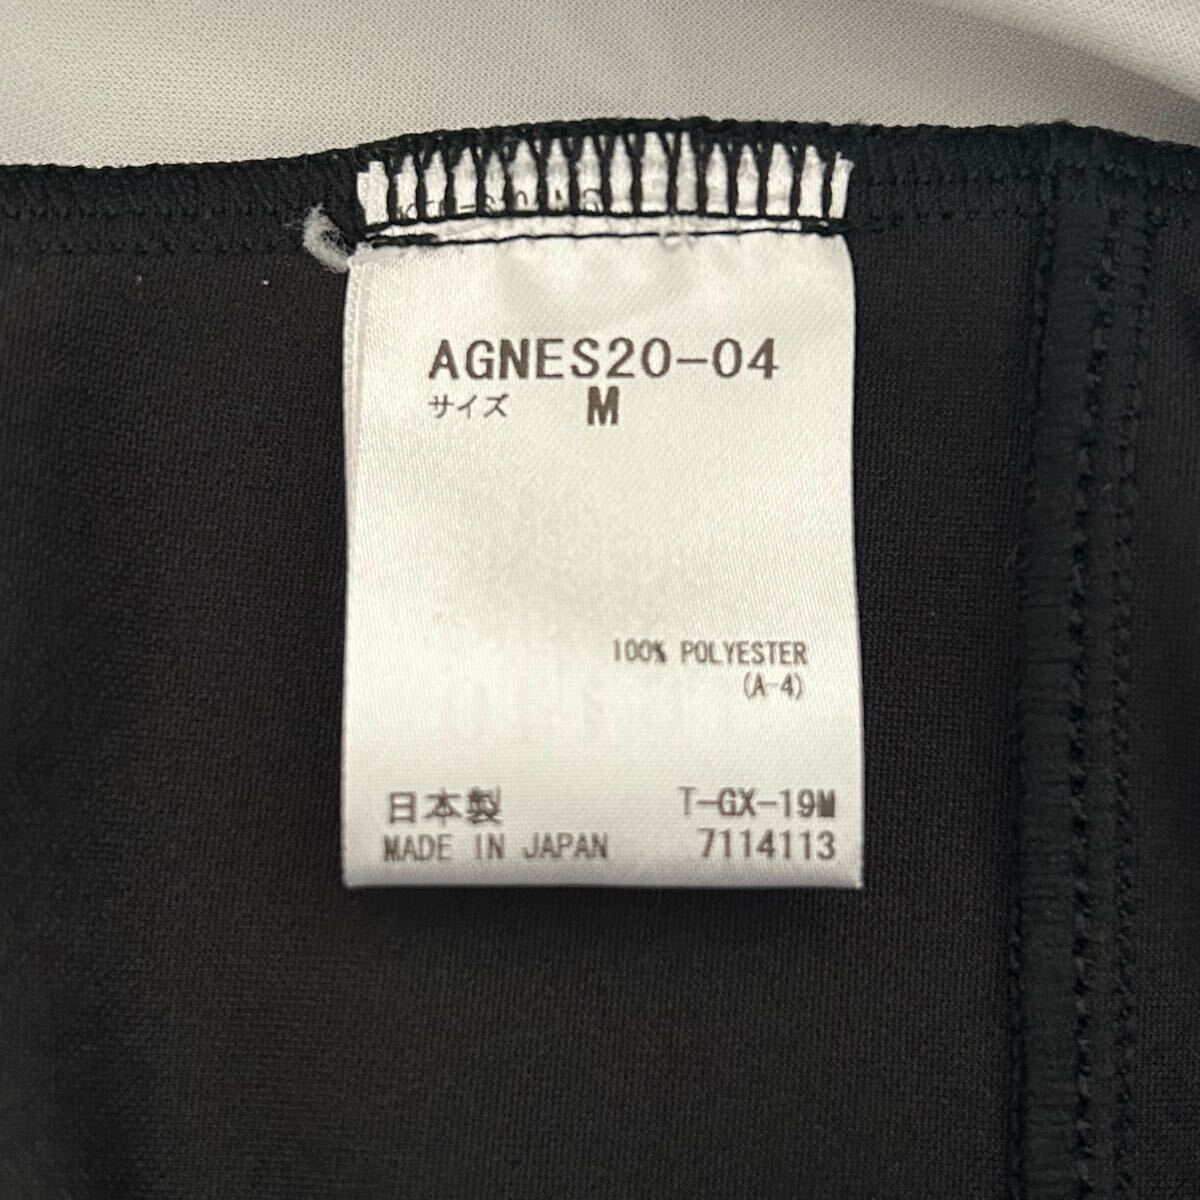 AGNES20-04
サイズ M
100% POLYESTER
(A-4)
日本製 T-GX-19M
MADE IN JAPAN 7114113